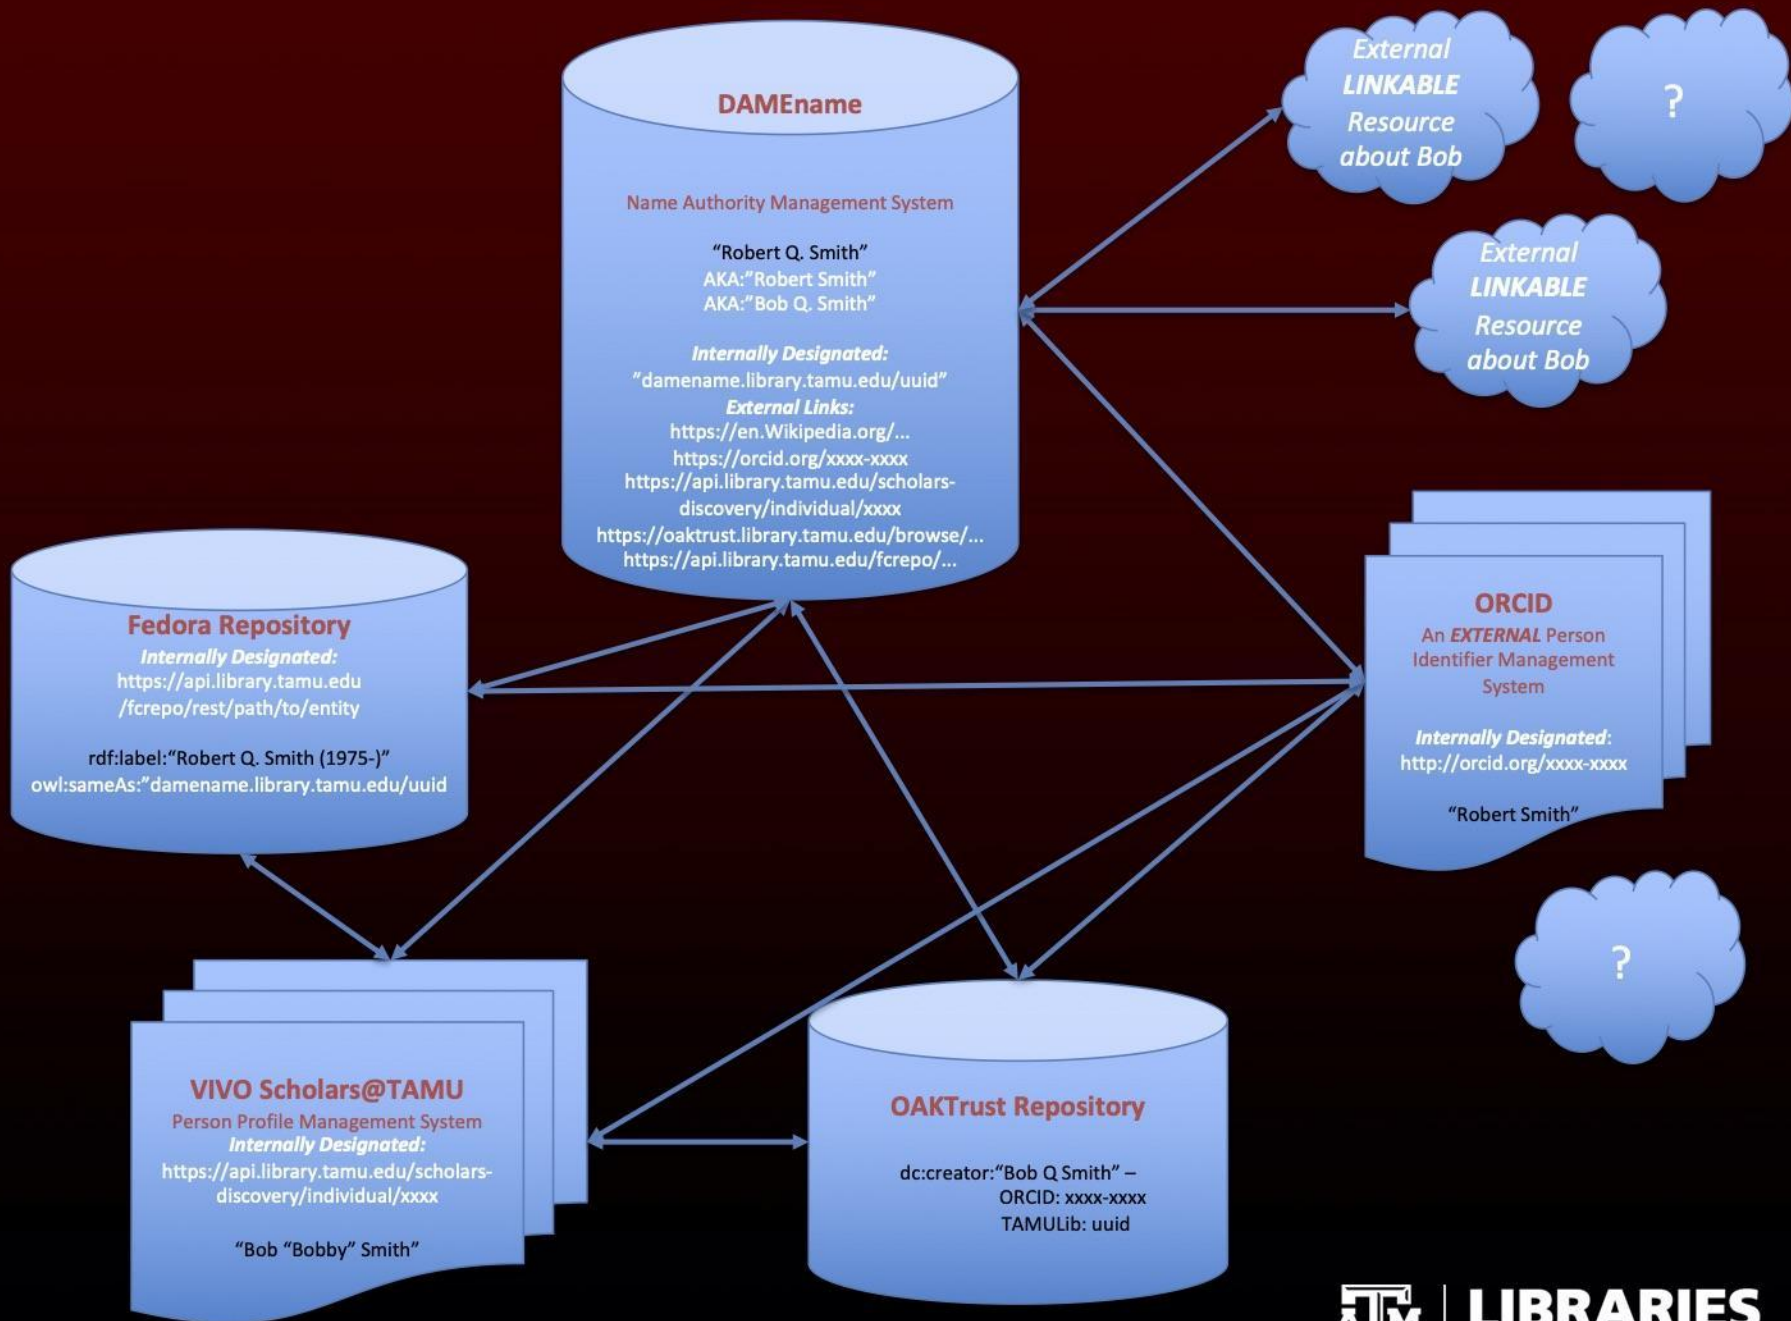 DAMEname
Name Authority Management System
“Robert Q. Smith”
AKA:”Robert Smith”
AKA:”Bob Q. Smith”
Internally Designated:
”damename.library.tamu.edu/uuid”
External Links:
https://en.Wikipedia.org/...
https://orcid.org/xxxx-xxxx
https://api.library.tamu.edu/scholars-
discovery/individual/xxxx
https://oaktrust.library.tamu.edu/browse/...
https://api.library.tamu.edu/fcrepo/...
External
LINKABLE
Resource
about Bob
?
External
LINKABLE
Resource
about Bob
Fedora Repository
Internally Designated:
https://api.library.tamu.edu
/fcrepo/rest/path/to/entity
rdf:label:“Robert Q. Smith (1975-)”
owl:sameAs:”damename.library.tamu.edu/uuid
ORCID
An EXTERNAL Person
Identifier Management
System
Internally Designated:
http://orcid.org/xxxx-xxxx
“Robert Smith”
?
VIVO Scholars@TAMU
Person Profile Management System
Internally Designated:
https://api.library.tamu.edu/scholars-
discovery/individual/xxxx
“Bob “Bobby” Smith”
OAKTrust Repository
dc:creator:“Bob Q Smith” –
ORCID: xxxx-xxxx
TAMULib: uuid
ATM | LIBRARIES